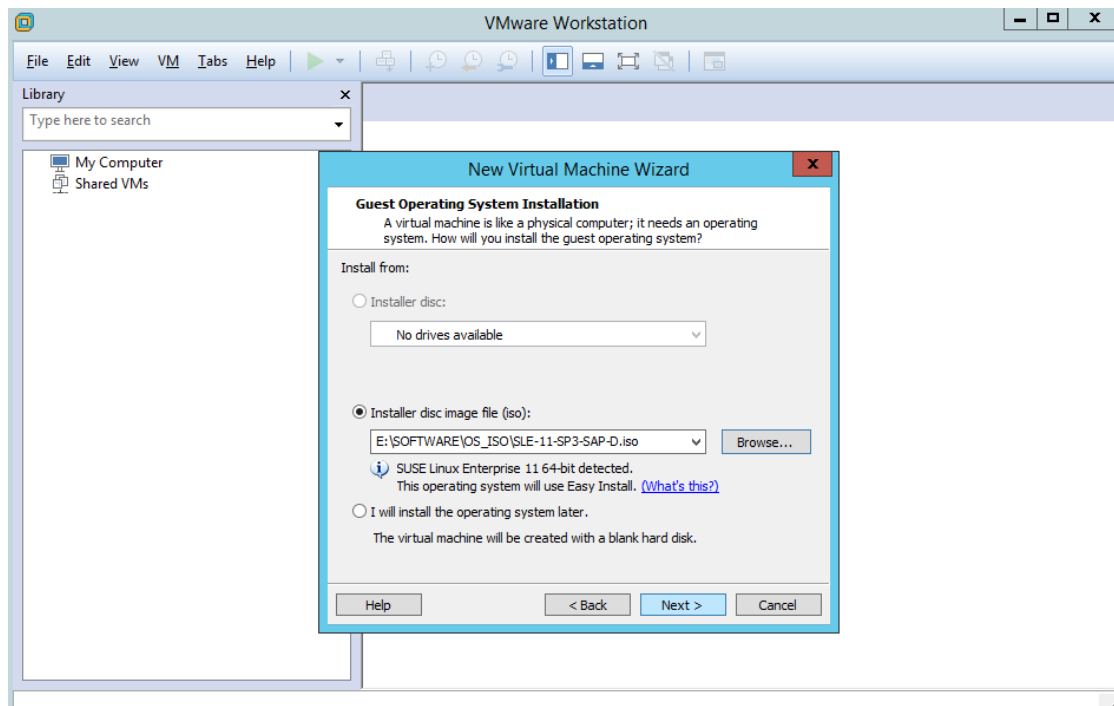 VMware Workstation
File Edit View VM Tabs Help
Library
Type here to search
My Computer
Shared VMs
New Virtual Machine Wizard
Guest Operating System Installation
A virtual machine is like a physical computer; it needs an operating
system. How will you install the guest operating system?
Install from:
Installer disc:
No drives available
Installer disc image file (iso):
E:\SOFTWARE\OS_ISO\SLE-11-SP3-SAP-D.iso
Browse...
SUSE Linux Enterprise 11 64-bit detected.
This operating system will use Easy Install. (What's this?)
I will install the operating system later.
The virtual machine will be created with a blank hard disk.
Help < Back Next > Cancel